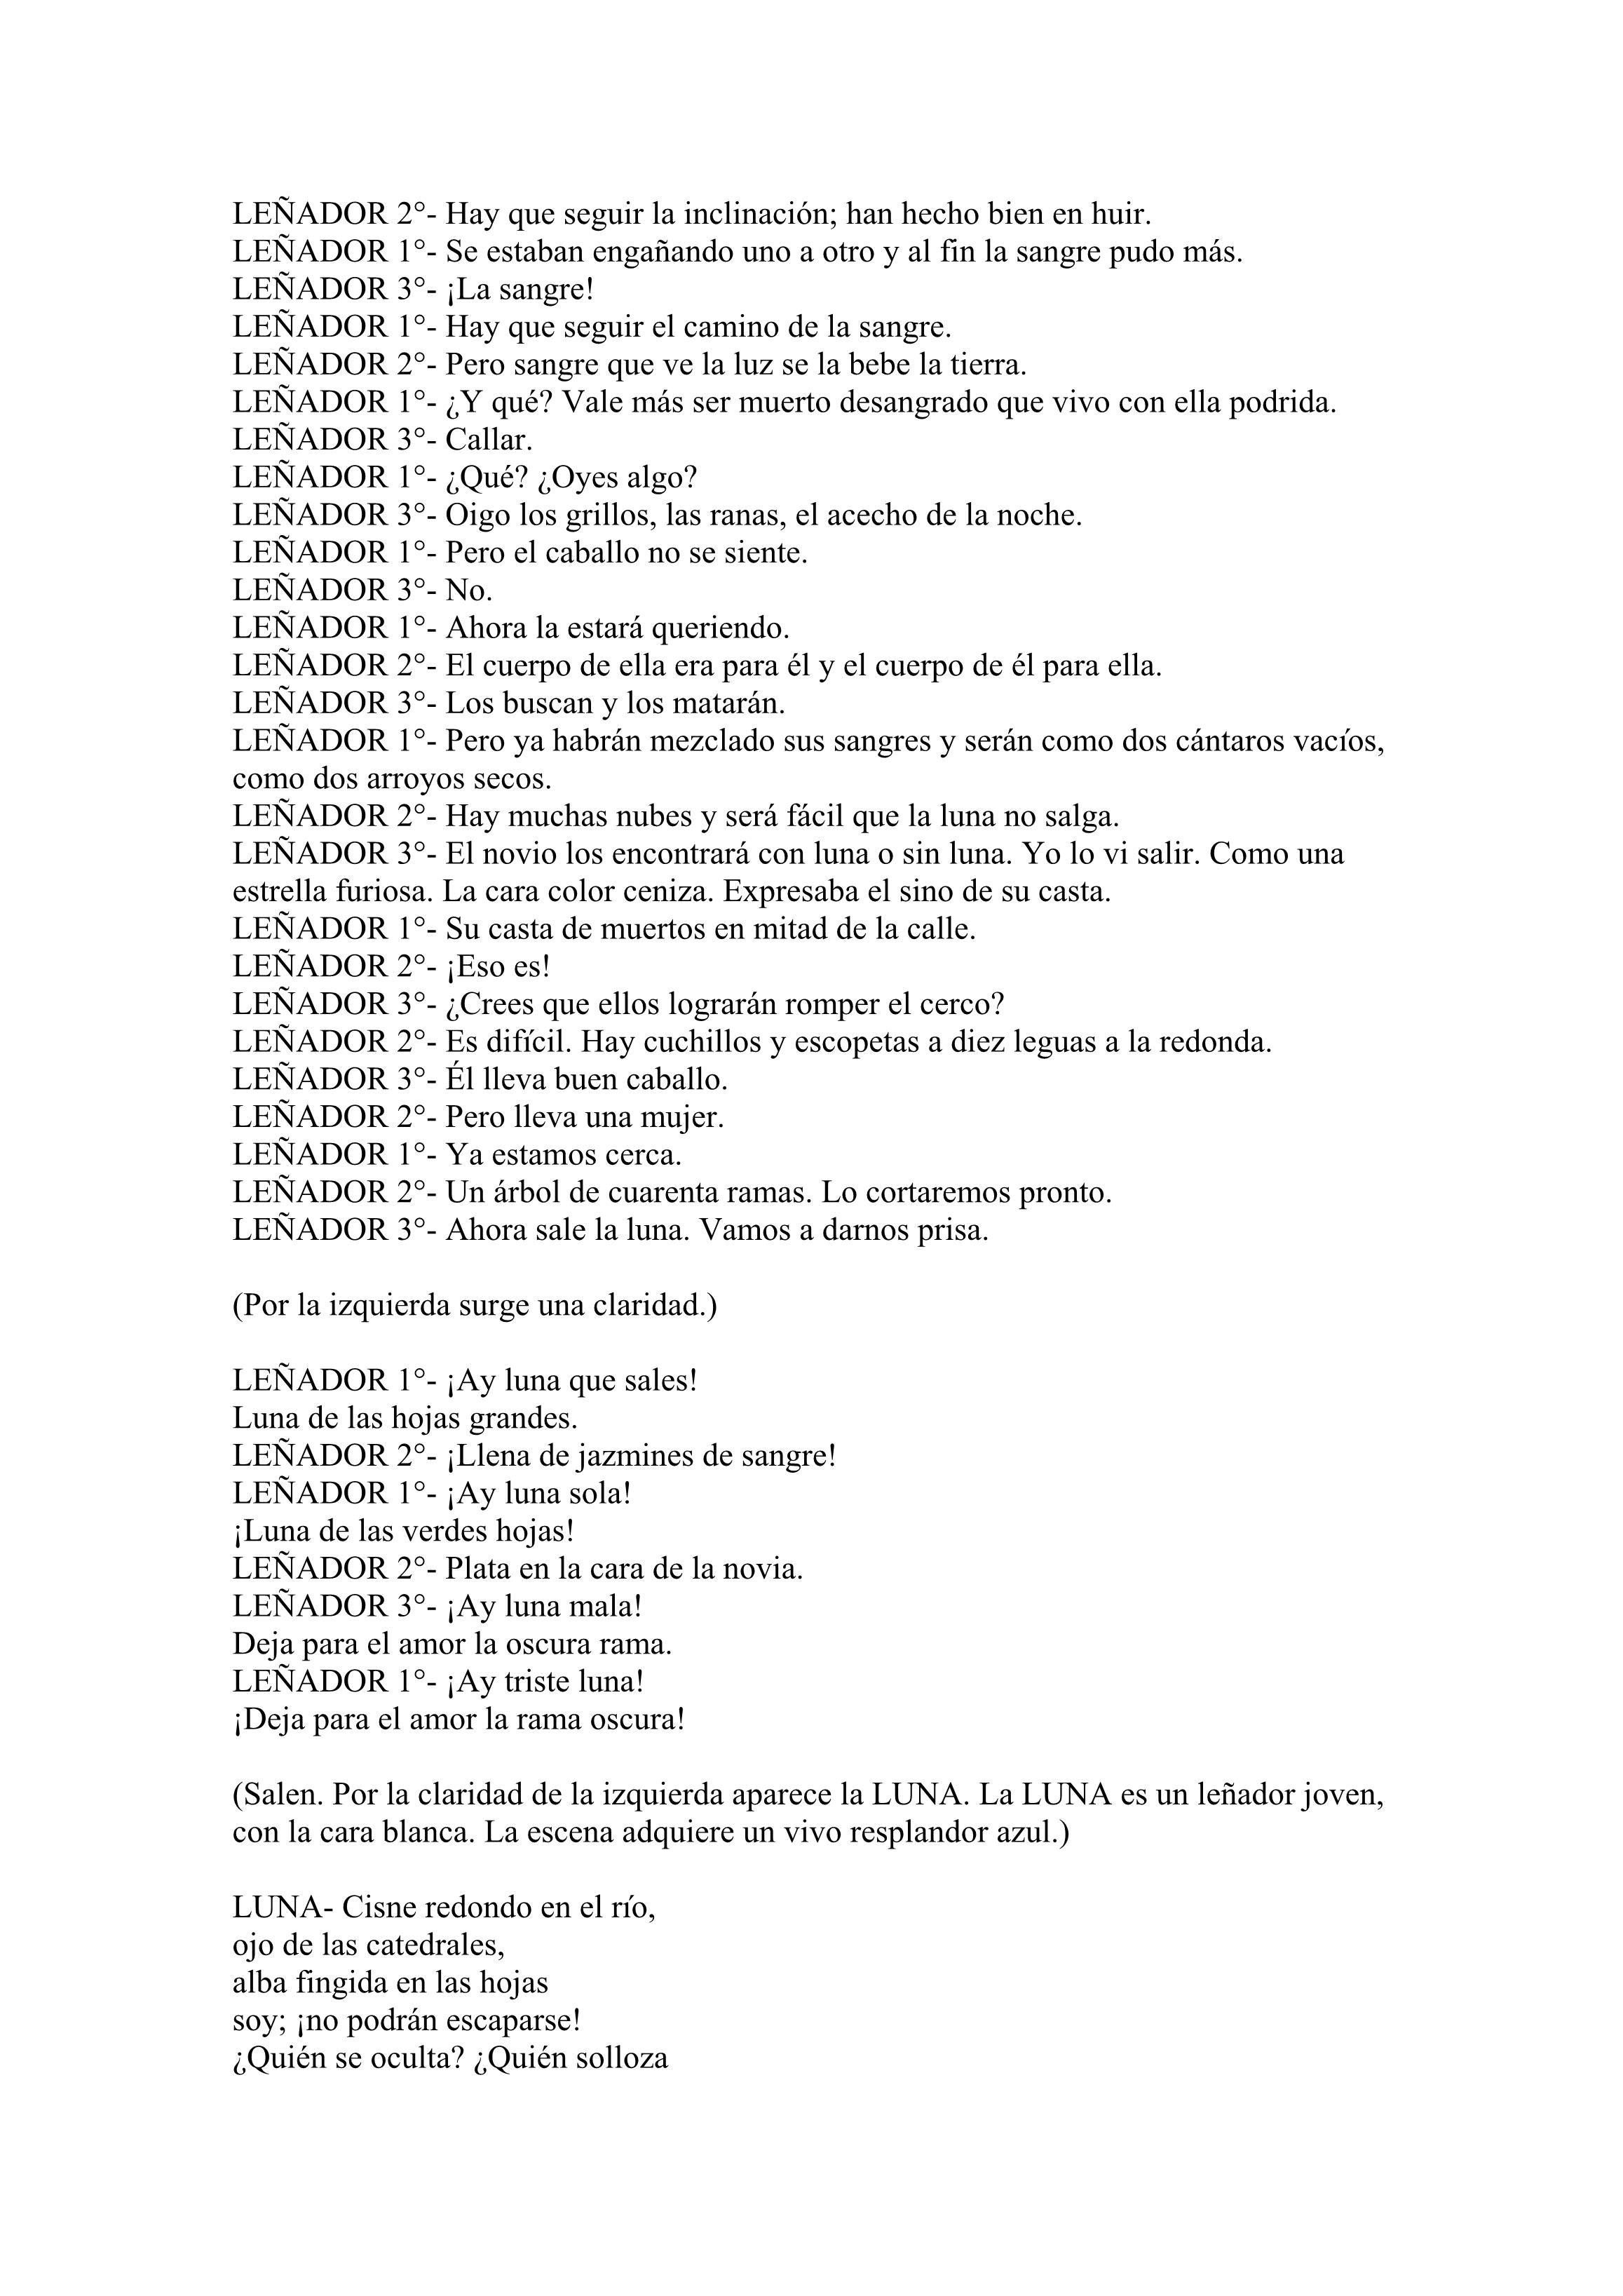 LEÑADOR 2°- Hay que seguir la inclinación; han hecho bien en huir.
LEÑADOR 1°- Se estaban engañando uno a otro y al fin la sangre pudo más.
LEÑADOR 3°- ¡La sangre!
LEÑADOR 1°- Hay que seguir el camino de la sangre.
LEÑADOR 2°- Pero sangre que ve la luz se la bebe la tierra.
LEÑADOR 1°- ¿Y qué? Vale más ser muerto desangrado que vivo con ella podrida.
LEÑADOR 3°- Callar.
LEÑADOR 1°- ¿Qué? ¿Oyes algo?
LEÑADOR 3°- Oigo los grillos, las ranas, el acecho de la noche.
LEÑADOR 1°- Pero el caballo no se siente.
LEÑADOR 3°- No.
LEÑADOR 1°- Ahora la estará queriendo.
LEÑADOR 2°- El cuerpo de ella era para él y el cuerpo de él para ella.
LEÑADOR 3°- Los buscan y los matarán.
LEÑADOR 1°- Pero ya habrán mezclado sus sangres y serán como dos cántaros vacíos,
como dos arroyos secos.
LEÑADOR 2°- Hay muchas nubes y será fácil que la luna no salga.
LEÑADOR 3°- El novio los encontrará con luna o sin luna. Yo lo vi salir. Como una
estrella furiosa. La cara color ceniza. Expresaba el sino de su casta.
LEÑADOR 1°- Su casta de muertos en mitad de la calle.
LEÑADOR 2°- ¡Eso es!
LEÑADOR 3°- ¿Crees que ellos lograrán romper el cerco?
LEÑADOR 2°- Es difícil. Hay cuchillos y escopetas a diez leguas a la redonda.
LEÑADOR 3°- Él lleva buen caballo.
LEÑADOR 2°- Pero lleva una mujer.
LEÑADOR 1°- Ya estamos cerca.
LEÑADOR 2°- Un árbol de cuarenta ramas. Lo cortaremos pronto.
LEÑADOR 3°- Ahora sale la luna. Vamos a darnos prisa.
(Por la izquierda surge una claridad.)
LEÑADOR 1°- ¡Ay luna que sales!
Luna de las hojas grandes.
LEÑADOR 2°- ¡Llena de jazmines de sangre!
LEÑADOR 1°- ¡Ay luna sola!
¡Luna de las verdes hojas!
LEÑADOR 2°- Plata en la cara de la novia.
LEÑADOR 3°- ¡Ay luna mala!
Deja para el amor la oscura rama.
LEÑADOR 1°- ¡Ay triste luna!
¡Deja para el amor la rama oscura!
(Salen. Por la claridad de la izquierda aparece la LUNA. La LUNA es un leñador joven,
con la cara blanca. La escena adquiere un vivo resplandor azul.)
LUNA- Cisne redondo en el río,
ojo de las catedrales,
alba fingida en las hojas
soy; ¡no podrán escaparse!
¿Quién se oculta? ¿Quién solloza